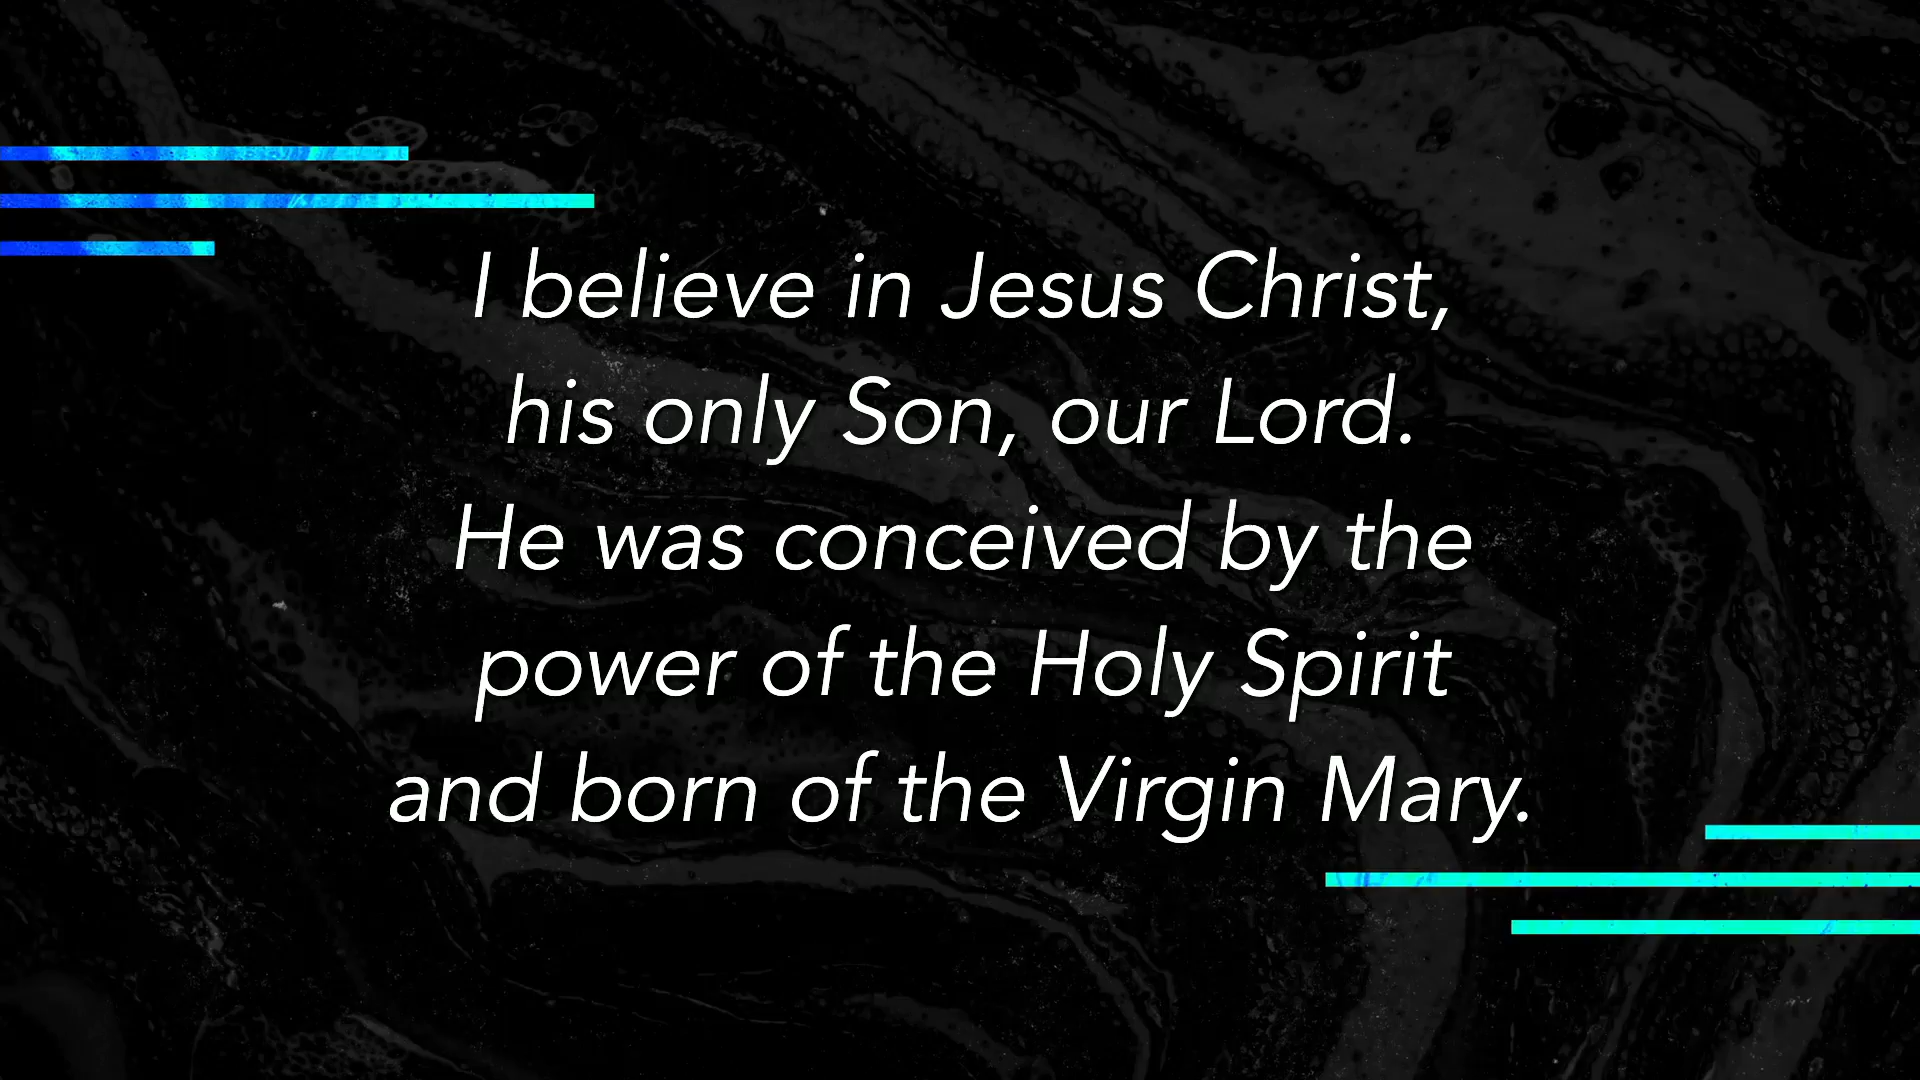 I believe in Jesus Christ,
his only Son, our Lord.
He was conceived by the
power of the Holy Spirit
and born of the Virgin Mary.